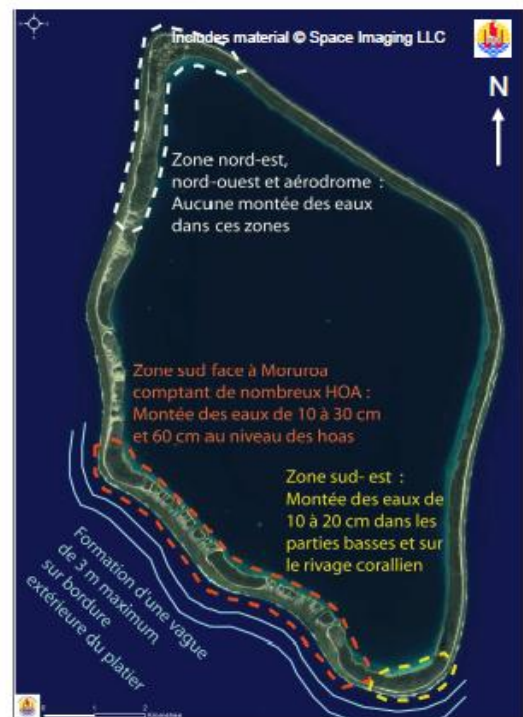 Includes material © Space Imaging LLC
N
Zone nord-est,
nord-ouest et aérodrome :
Aucune montée des eaux
dans ces zones
Zone sud face à Moruroa
comptant de nombreux HOA :
Montée des eaux de 10 à 30 cm
et 60 cm au niveau des hoas
Zone sud- est :
Montée des eaux de
10 à 20 cm dans les
parties basses et sur
le rivage corallien
Formation d'une vague
de 3 m maximum
sur bordure
extérieure du platier
0 1 2